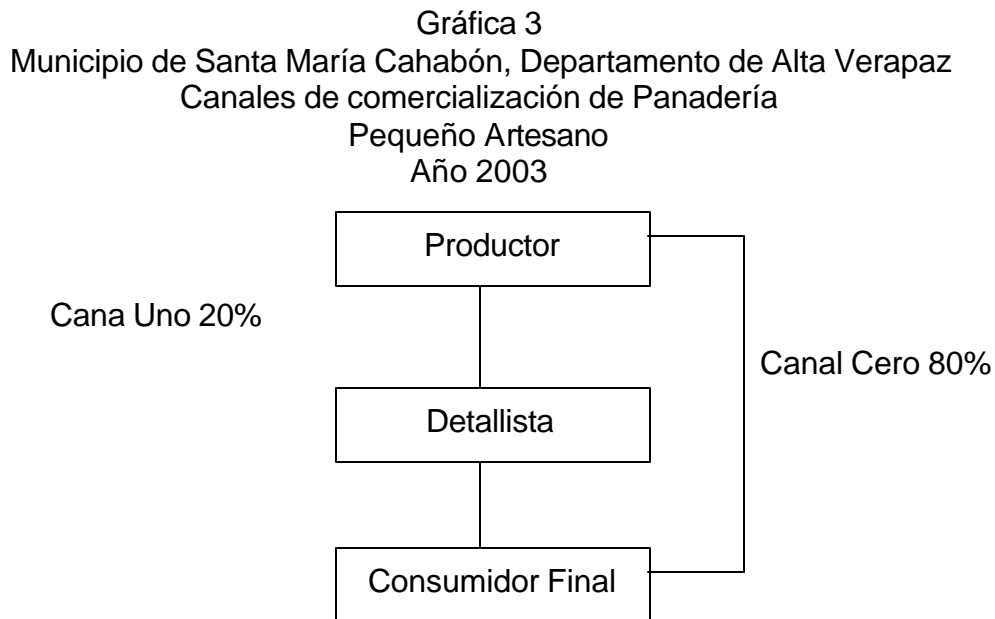 Gráfica 3
Municipio de Santa María Cahabón, Departamento de Alta Verapaz
Canales de comercialización de Panadería
Pequeño Artesano
Año 2003
Productor
Cana Uno 20%
Canal Cero 80%
Detallista
Consumidor Final